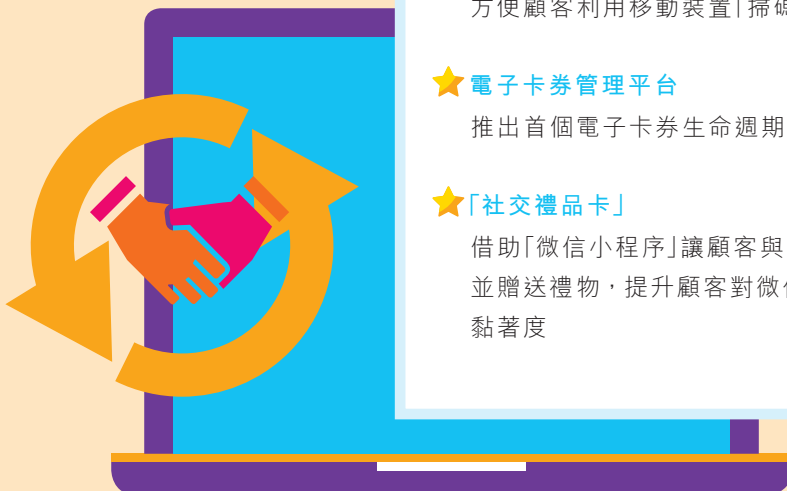 方便顧客利用移動裝置「掃碼
電子卡券管理平台
推出首個電子卡券生命週期
「社交禮品卡」
借助「微信小程序」讓顧客與
並贈送禮物，提升顧客對微
黏著度